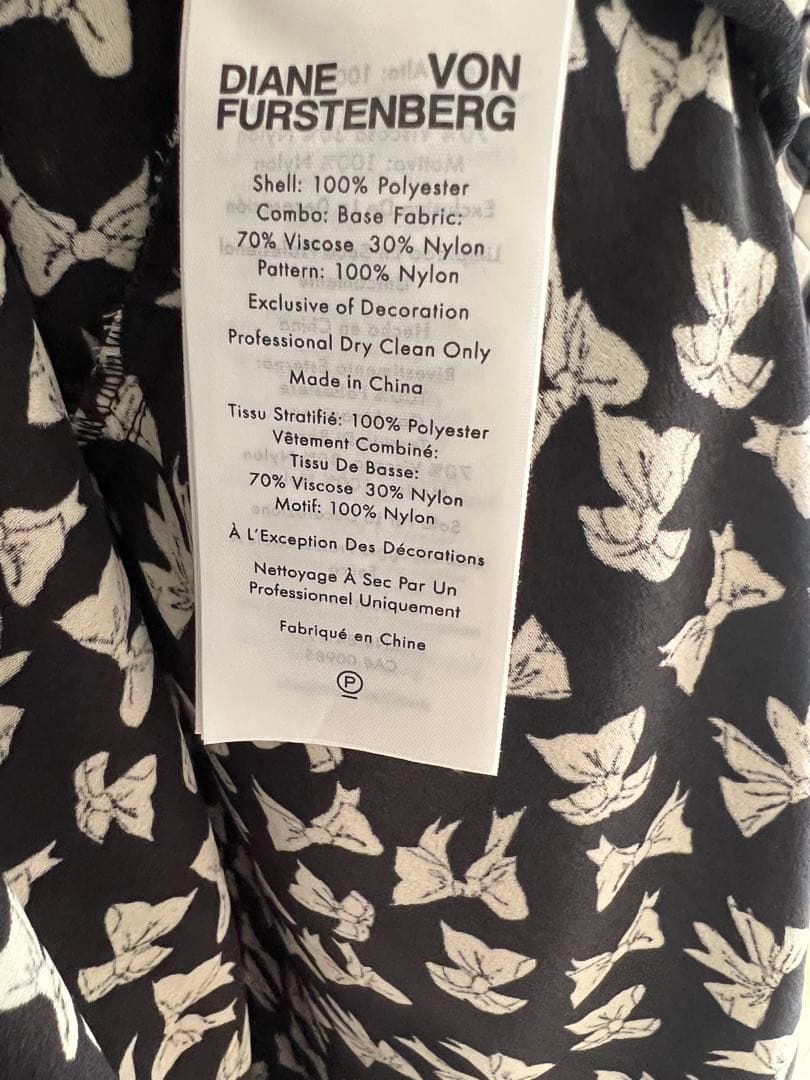 DIANE VON
FURSTENBERG
Shell: 100% Polyester
Combo: Base Fabric:
70% Viscose 30% Nylon
Pattern: 100% Nylon
Exclusive of Decoration
Professional Dry Clean Only
Made in China
Tissu Stratifié: 100% Polyester
Vêtement Combiné:
Tissu De Basse:
70% Viscose 30% Nylon
Motif: 100% Nylon
À L'Exception Des Décorations
Nettoyage À Sec Par Un
Professionnel Uniquement
Fabriqué en Chine
P